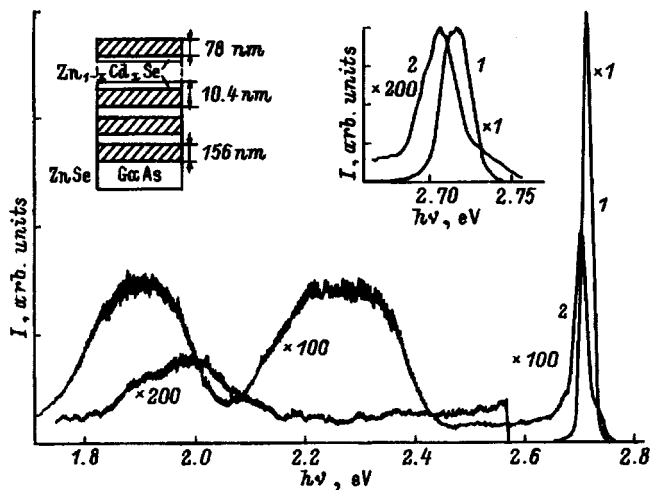 78 nm
Zn₁₋ₓCdₓSe
10.4 nm
156 nm
ZnSe
GaAs
I, arb. units
2
×200
1
×1
2.70
2.75
hν, eV
I, arb. units
×1
1
2
×100
×100
×200
1.8
2.0
2.2
2.4
2.6
2.8
hν, eV